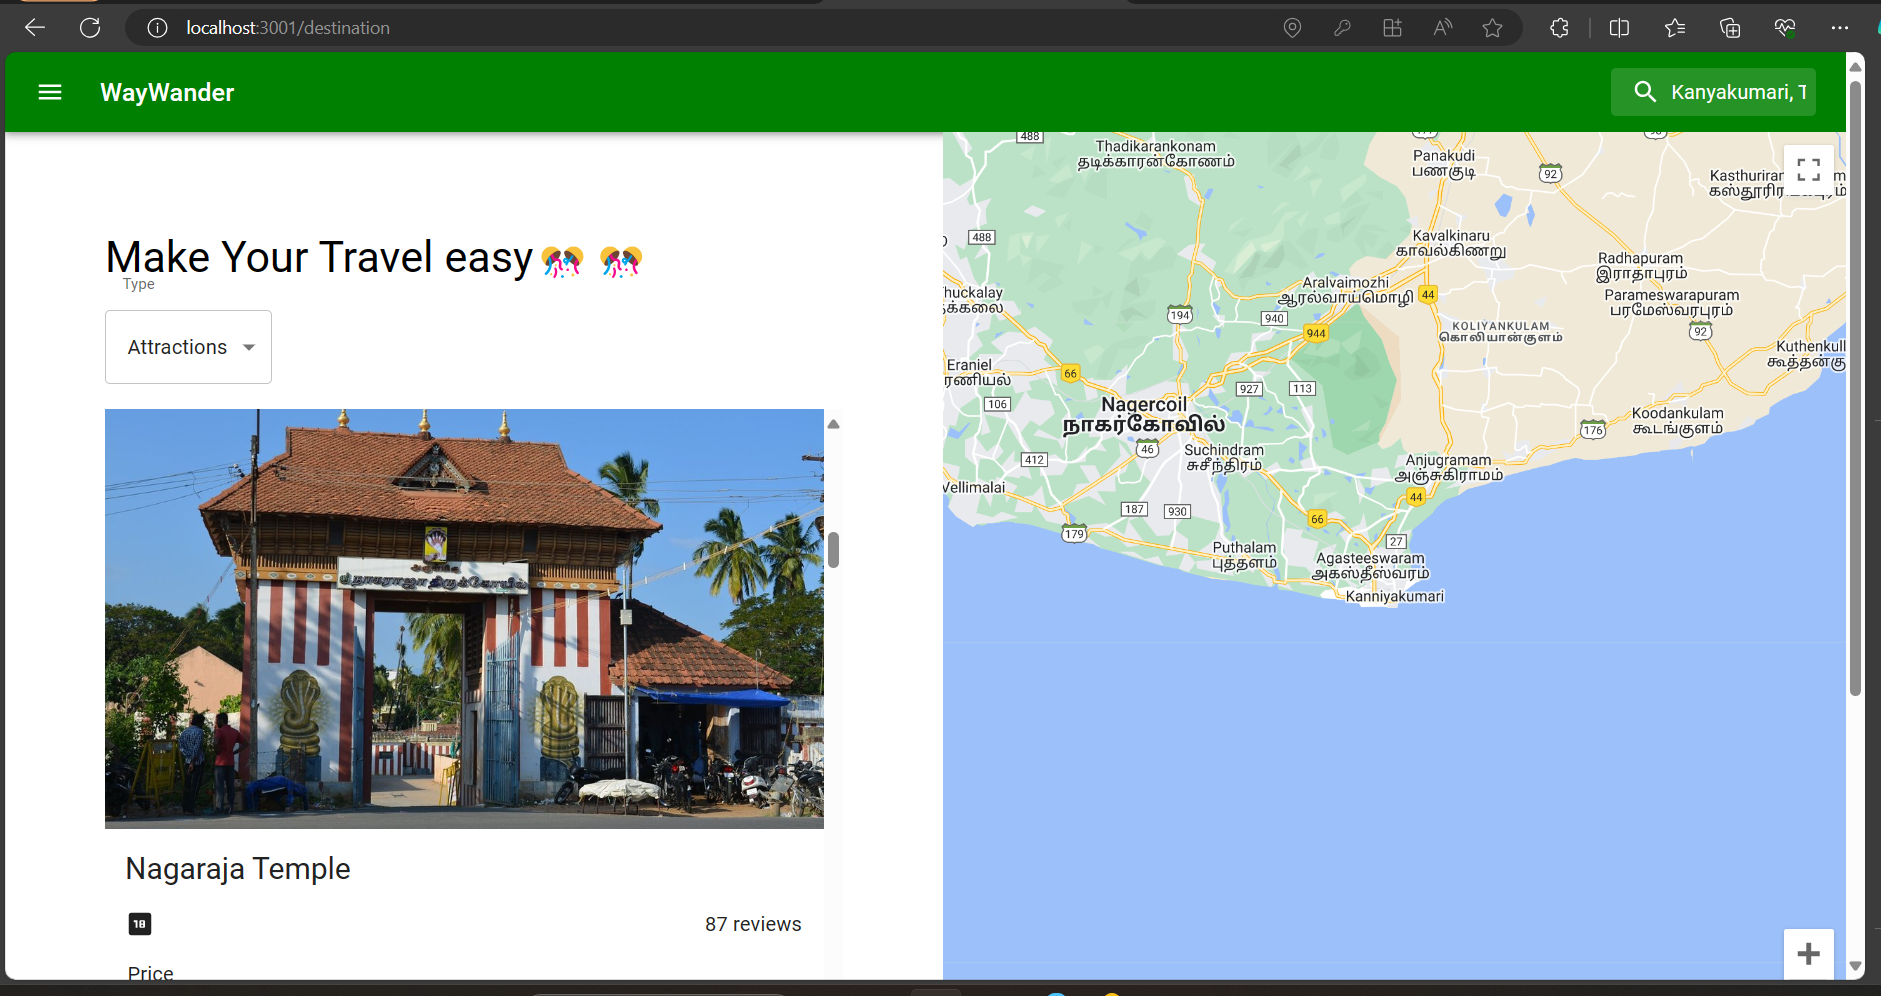 localhost:3001/destination
WayWander
Kanyakumari, T
Make Your Travel easy
Type
Attractions
Nagaraja Temple
18
87 reviews
Price
488
Thadikarankonam
தடிக்காரன்கோணம்
Panakudi
பணகுடி
92
488
Kavalkinaru
காவல்கிணறு
Radhapuram
இராதாபுரம்
Aralvaimozhi
ஆரல்வாய்மொழி
44
Parameswarapuram
பரமேஸ்வரபுரம்
194
940
944
KOLIYANKULAM
கொலியான்குளம்
92
Kuthenkull
கூத்தன்கு
Eraniel
ரணியல்
66
927
113
106
Nagercoil
நாகர்கோவில்
Koodankulam
கூடங்குளம்
176
46
Suchindram
சுசீந்திரம்
412
Anjugramam
அஞ்சுகிராமம்
Vellimalai
44
187
930
66
179
27
Puthalam
புத்தளம்
Agasteeswaram
அகஸ்தீஸ்வரம்
Kanniyakumari